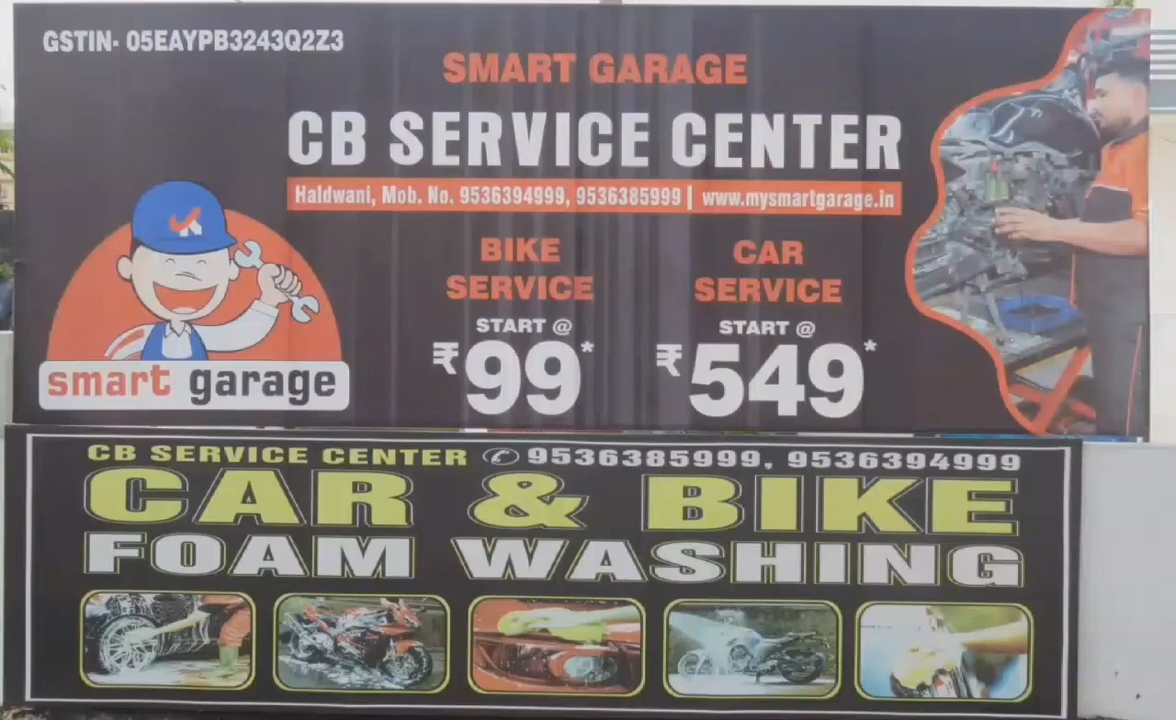 GSTIN- 05EAYPB3243Q2Z3
SMART GARAGE
CB SERVICE CENTER
Haldwani, Mob. No. 9536394999, 9536385999 | www.mysmartgarage.in
BIKE SERVICE
START @
₹99*
CAR SERVICE
START @
₹549*
smart garage
CB SERVICE CENTER ✆ 9536385999, 9536394999
CAR & BIKE
FOAM WASHING